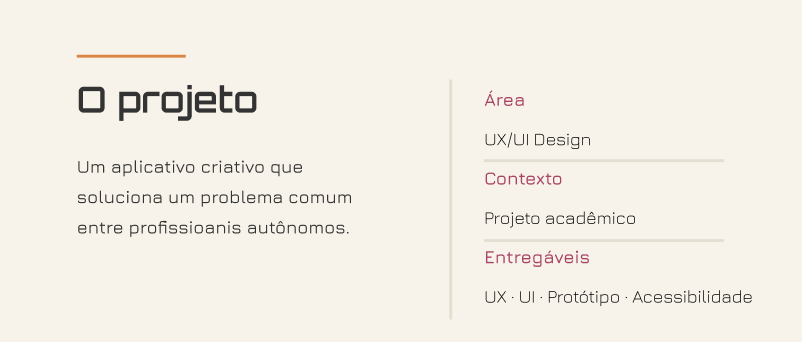 O projeto
Um aplicativo criativo que
soluciona um problema comum
entre profissioanis autônomos.
Área
UX/UI Design
Contexto
Projeto acadêmico
Entregáveis
UX · UI · Protótipo · Acessibilidade